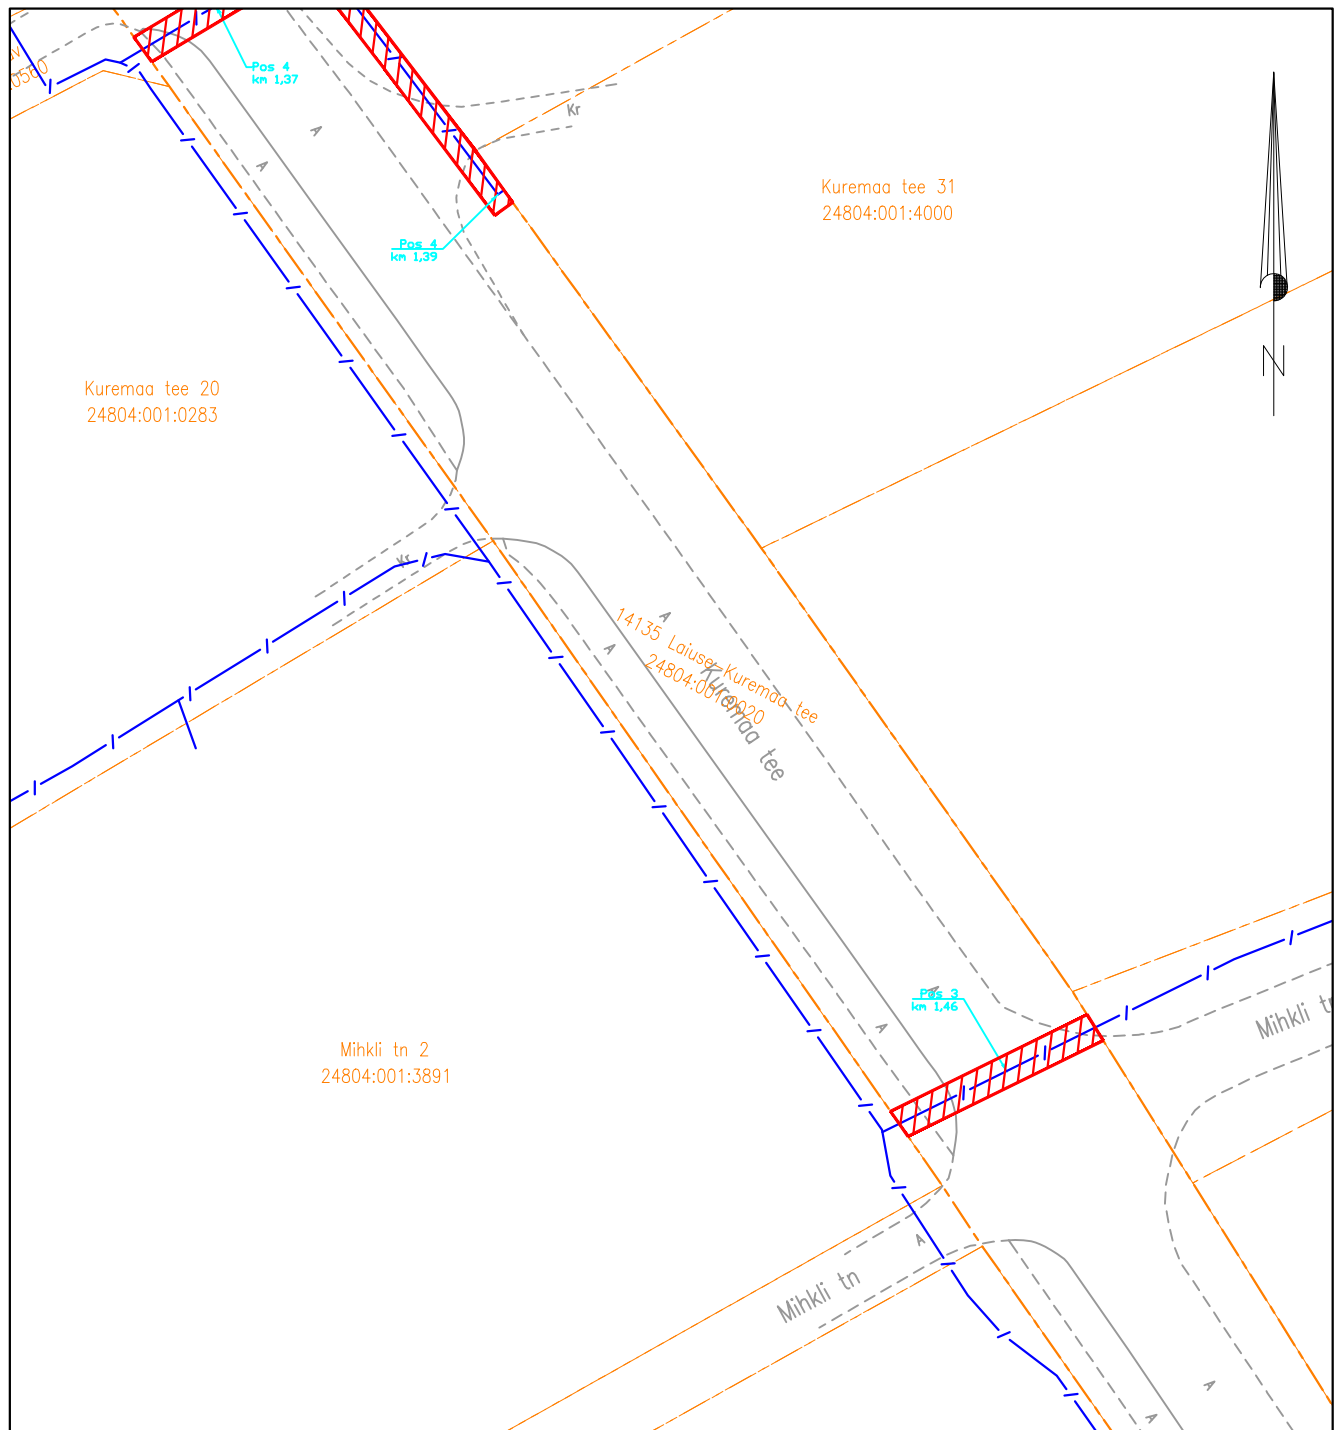 Pos 4
km 1,37
Kr
Kuremaa tee 31
24804:001:4000
Pos 4
km 1,39
N
Kuremaa tee 20
24804:001:0283
Kr
A
A
A
A
14135 Laiuse-Kuremaa tee
24804:001:0020
Kuremaa tee
Pos 3
km 1,46
A
A
Mihkli tn
Mihkli tn 2
24804:001:3891
A
Mihkli tn
A
A